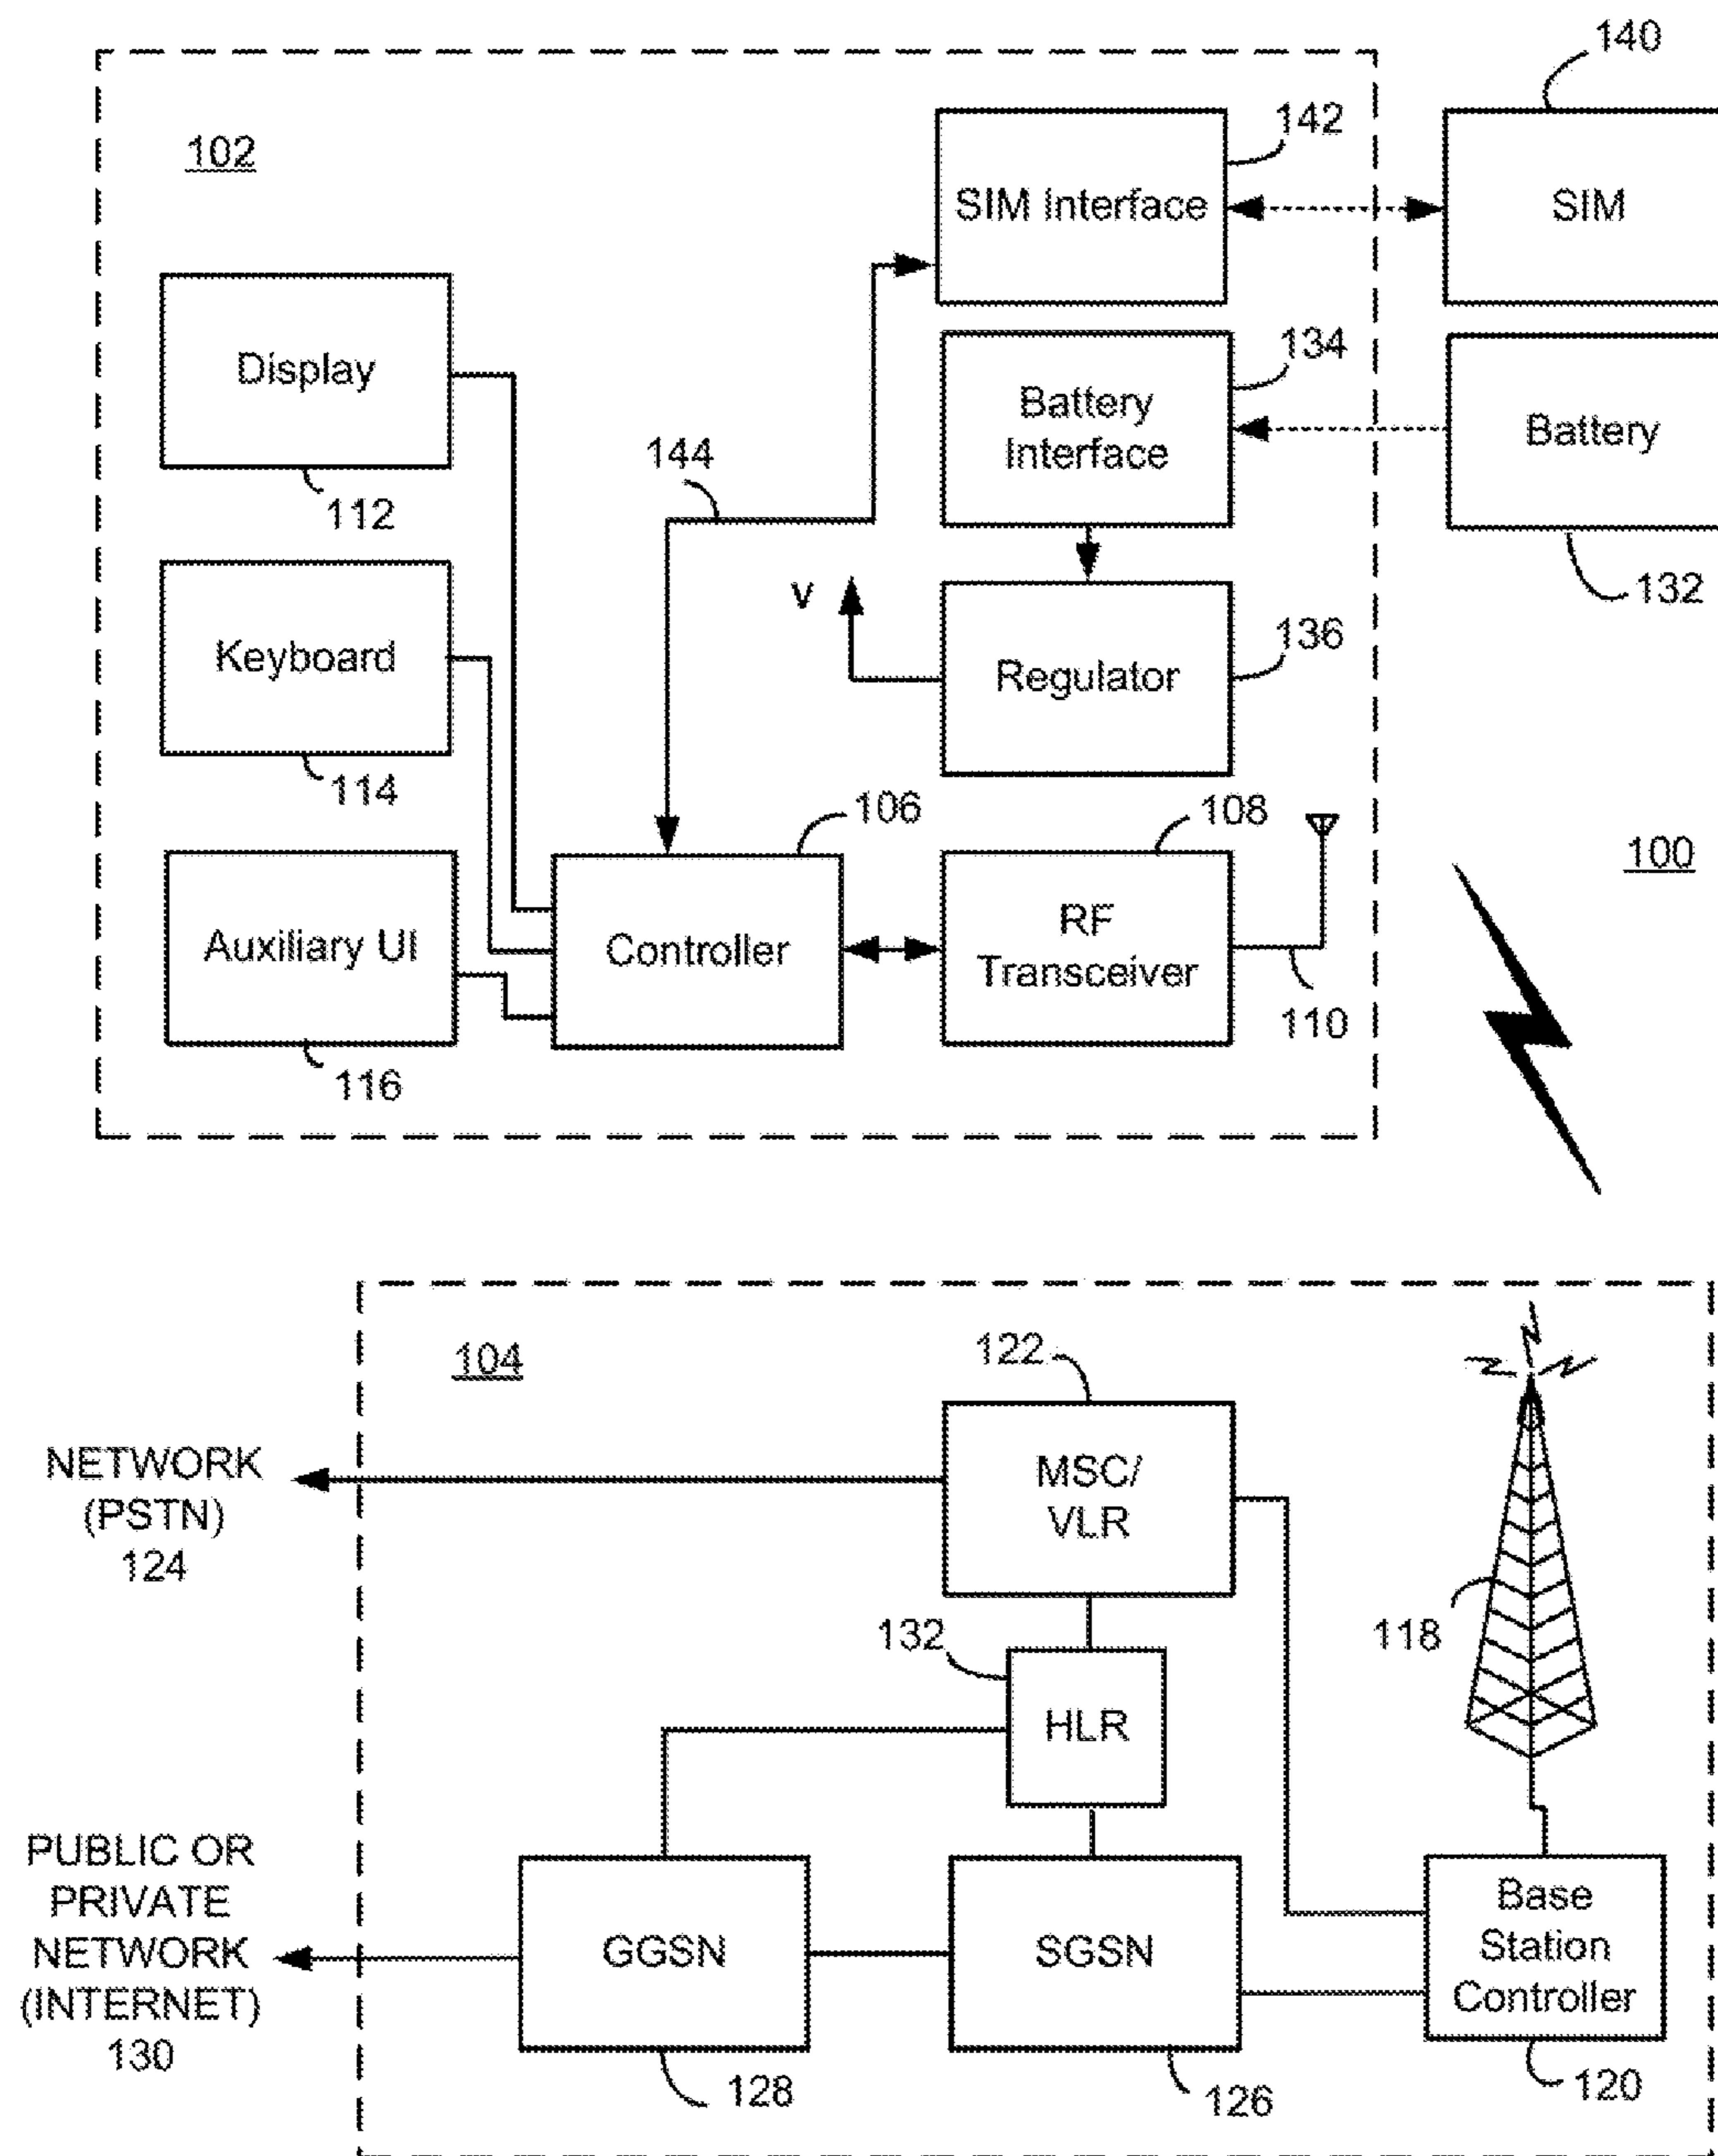 140
142
102
SIM Interface
SIM
134
Display
Battery
Interface
Battery
144
112
V
132
136
Keyboard
Regulator
114
106
108
100
Auxiliary UI
Controller
RF
Transceiver
110
116
104
122
NETWORK
(PSTN)
124
MSC/
VLR
118
132
HLR
PUBLIC OR
PRIVATE
NETWORK
(INTERNET)
130
GGSN
SGSN
Base
Station
Controller
128
126
120